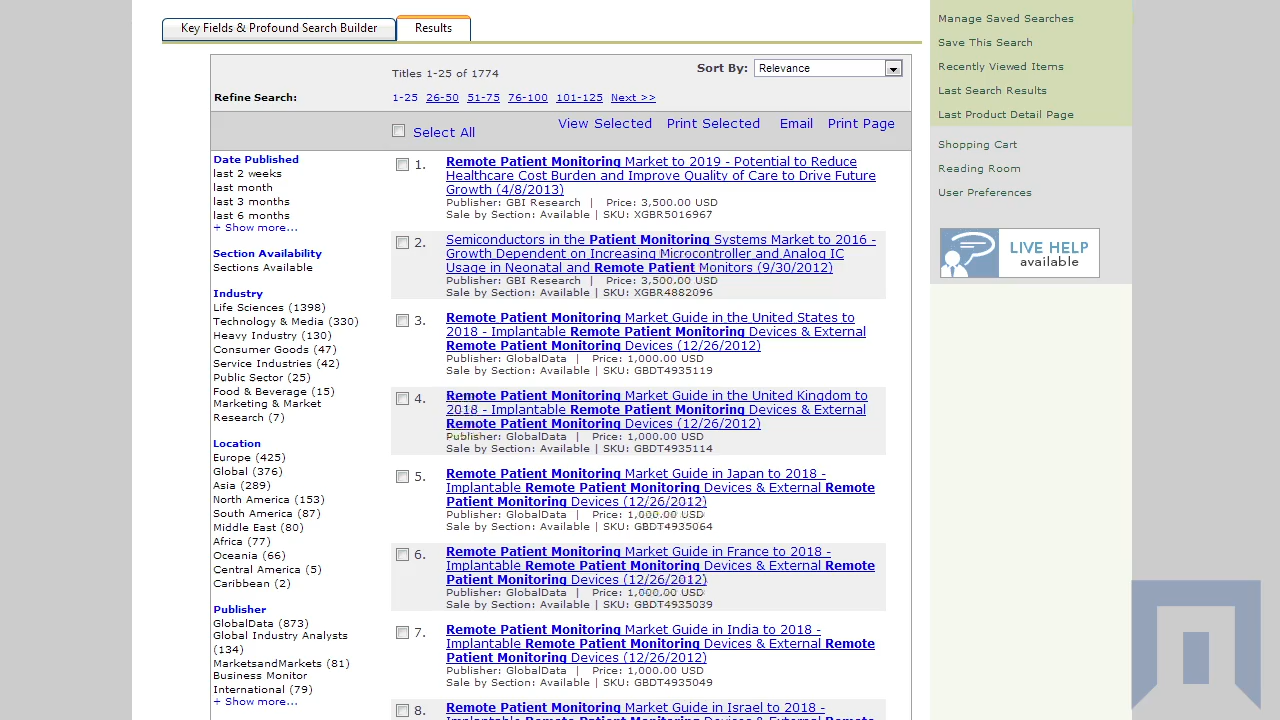 Key Fields & Profound Search Builder
Results
Titles 1-25 of 1774
Sort By:
Relevance
Refine Search:
1-25 26-50 51-75 76-100 101-125 Next >>
Select All
View Selected Print Selected Email Print Page
Date Published
last 2 weeks
last month
last 3 months
last 6 months
+ Show more...
Section Availability
Sections Available
Industry
Life Sciences (1398)
Technology & Media (330)
Heavy Industry (130)
Consumer Goods (47)
Service Industries (42)
Public Sector (25)
Food & Beverage (15)
Marketing & Market
Research (7)
Location
Europe (425)
Global (376)
Asia (289)
North America (153)
South America (87)
Middle East (80)
Africa (77)
Oceania (66)
Central America (5)
Caribbean (2)
Publisher
GlobalData (873)
Global Industry Analysts
(134)
MarketsandMarkets (81)
Business Monitor
International (79)
+ Show more...
1. Remote Patient Monitoring Market to 2019 - Potential to Reduce
Healthcare Cost Burden and Improve Quality of Care to Drive Future
Growth (4/8/2013)
Publisher: GBI Research | Price: 3,500.00 USD
Sale by Section: Available | SKU: XGBR5016967
2. Semiconductors in the Patient Monitoring Systems Market to 2016 -
Growth Dependent on Increasing Microcontroller and Analog IC
Usage in Neonatal and Remote Patient Monitors (9/30/2012)
Publisher: GBI Research | Price: 3,500.00 USD
Sale by Section: Available | SKU: XGBR4882096
3. Remote Patient Monitoring Market Guide in the United States to
2018 - Implantable Remote Patient Monitoring Devices & External
Remote Patient Monitoring Devices (12/26/2012)
Publisher: GlobalData | Price: 1,000.00 USD
Sale by Section: Available | SKU: GBDT4935119
4. Remote Patient Monitoring Market Guide in the United Kingdom to
2018 - Implantable Remote Patient Monitoring Devices & External
Remote Patient Monitoring Devices (12/26/2012)
Publisher: GlobalData | Price: 1,000.00 USD
Sale by Section: Available | SKU: GBDT4935114
5. Remote Patient Monitoring Market Guide in Japan to 2018 -
Implantable Remote Patient Monitoring Devices & External Remote
Patient Monitoring Devices (12/26/2012)
Publisher: GlobalData | Price: 1,000.00 USD
Sale by Section: Available | SKU: GBDT4935064
6. Remote Patient Monitoring Market Guide in France to 2018 -
Implantable Remote Patient Monitoring Devices & External Remote
Patient Monitoring Devices (12/26/2012)
Publisher: GlobalData | Price: 1,000.00 USD
Sale by Section: Available | SKU: GBDT4935039
7. Remote Patient Monitoring Market Guide in India to 2018 -
Implantable Remote Patient Monitoring Devices & External Remote
Patient Monitoring Devices (12/26/2012)
Publisher: GlobalData | Price: 1,000.00 USD
Sale by Section: Available | SKU: GBDT4935049
8. Remote Patient Monitoring Market Guide in Israel to 2018 -
Implantable Remote Patient Monitoring Devices & External Remote
Manage Saved Searches
Save This Search
Recently Viewed Items
Last Search Results
Last Product Detail Page
Shopping Cart
Reading Room
User Preferences
LIVE HELP
available